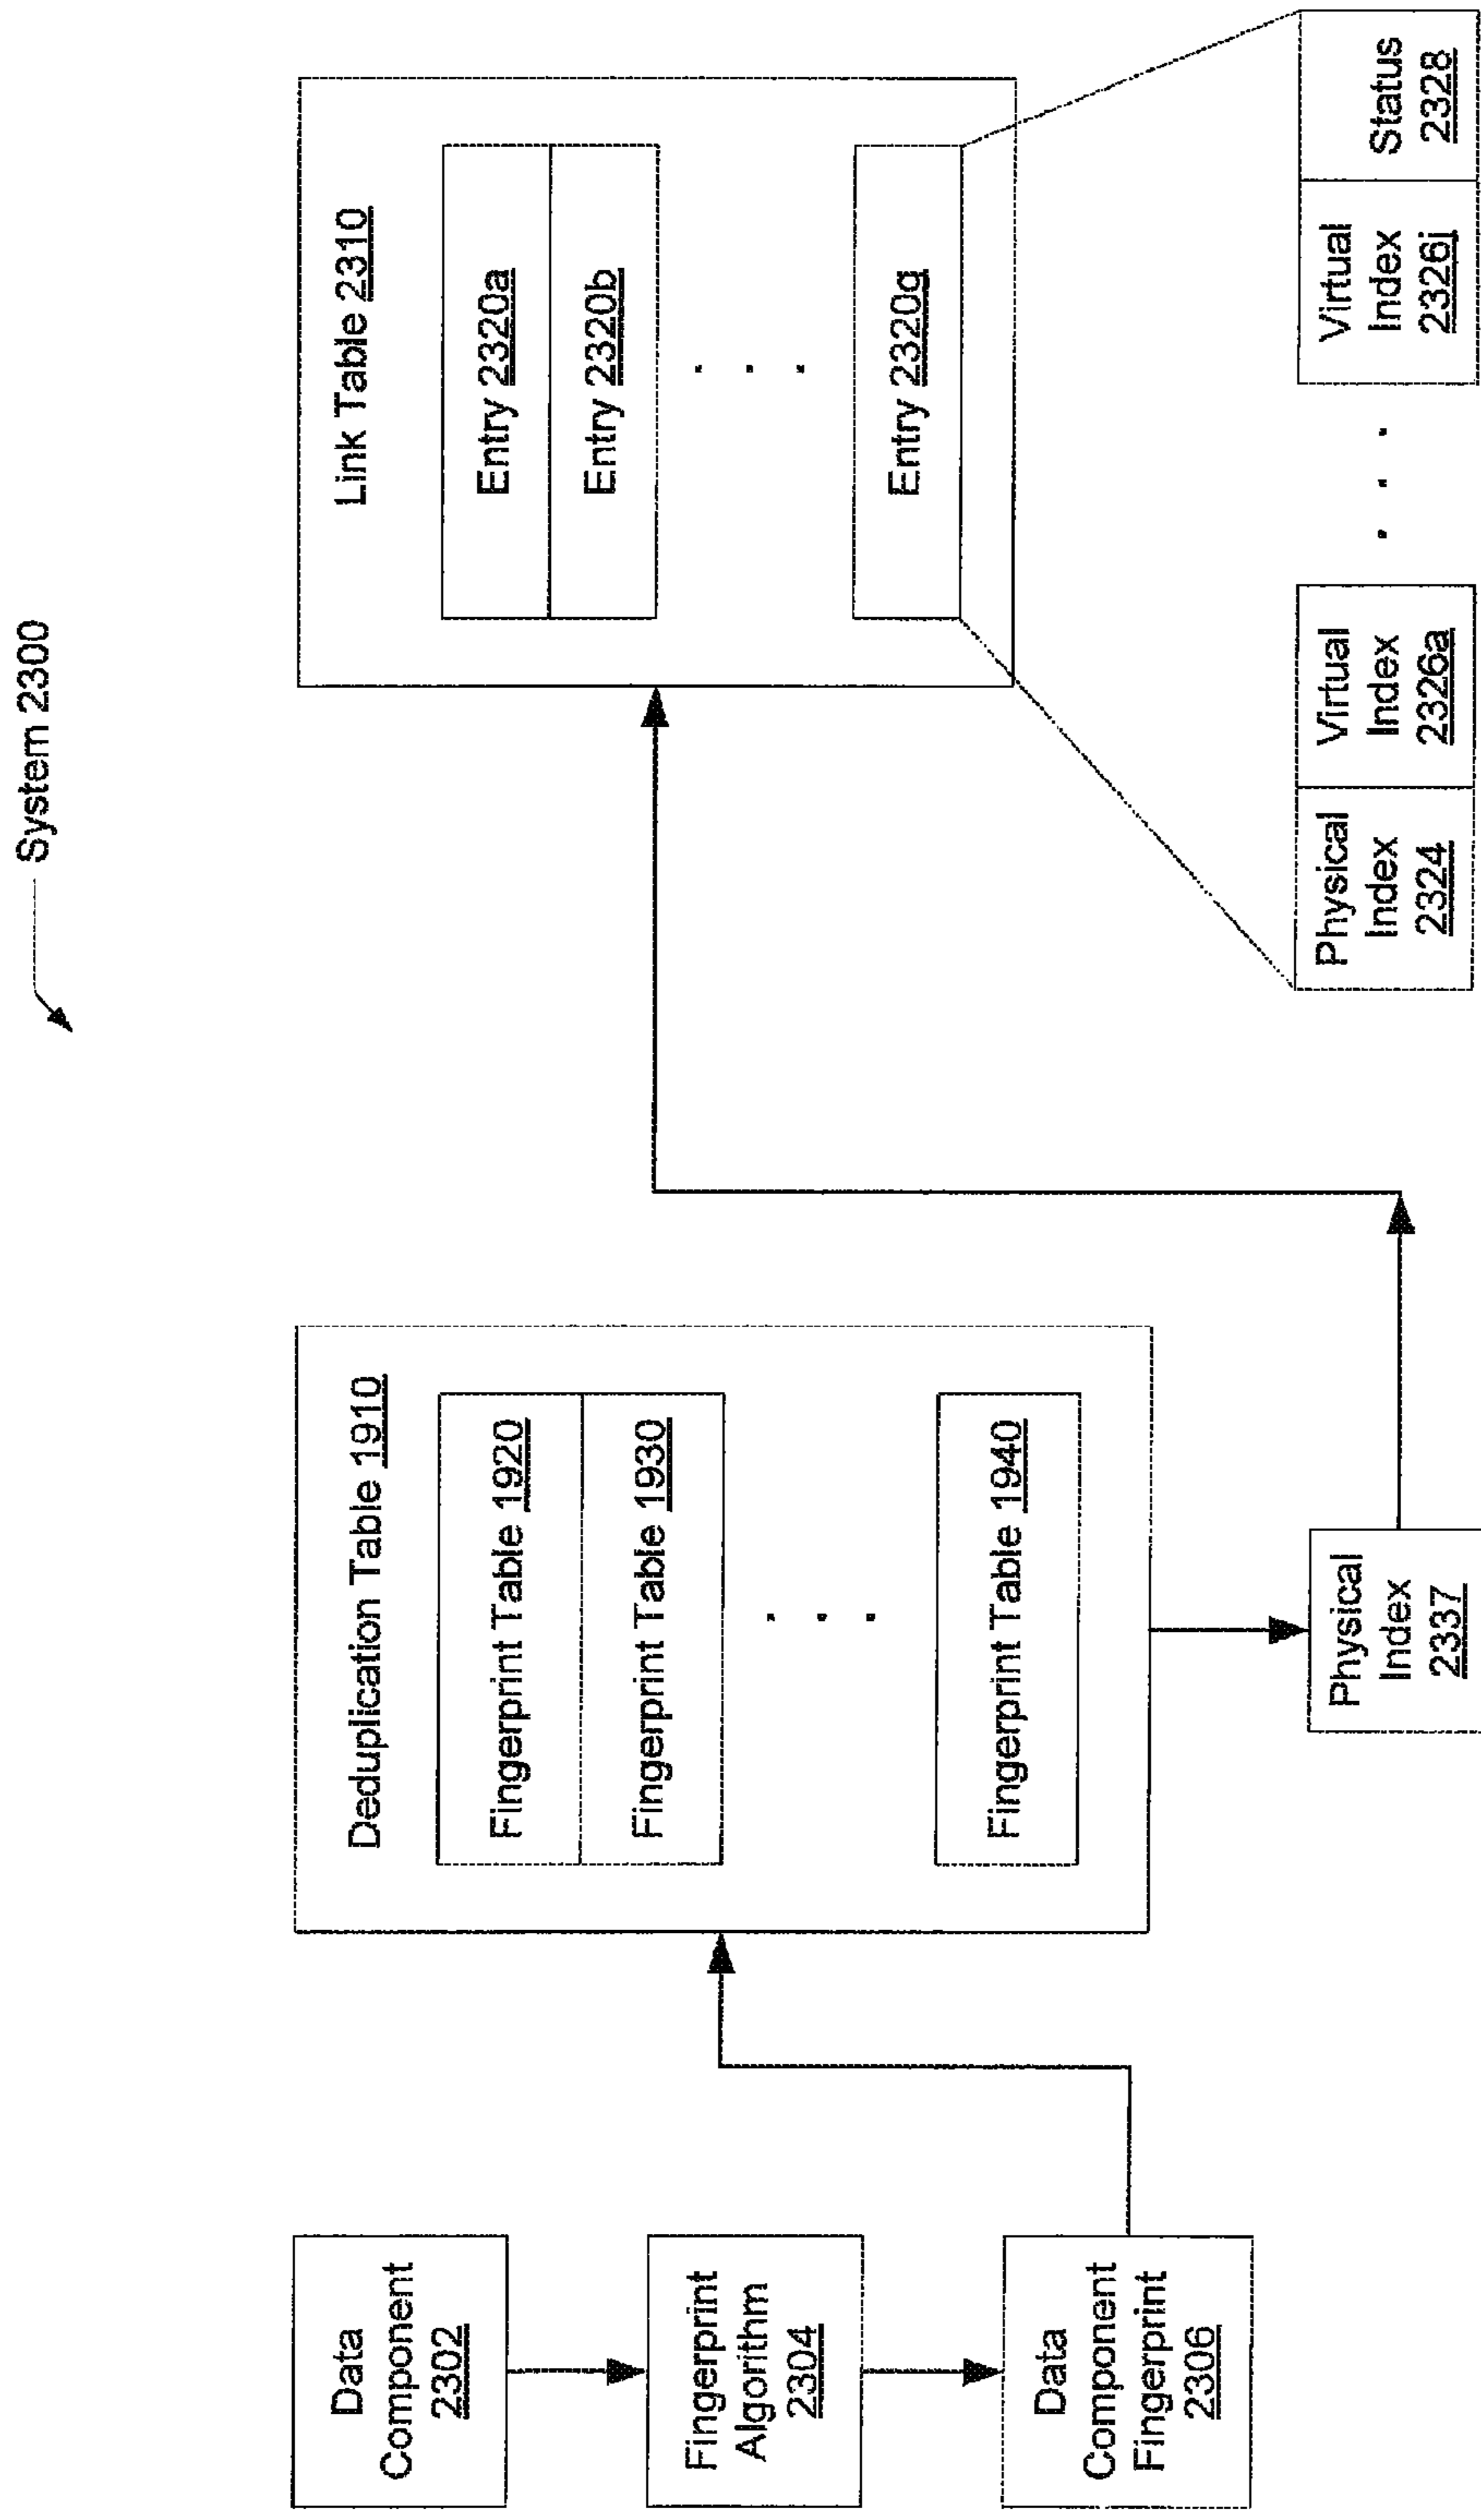 System 2300
Data
Component
2302
Fingerprint
Algorithm
2304
Data
Component
Fingerprint
2306
Deduplication Table 1910
Fingerprint Table 1920
Fingerprint Table 1930
. . .
Fingerprint Table 1940
Physical
Index
2337
Link Table 2310
Entry 2320a
Entry 2320b
. . .
Entry 2320g
Physical
Index
2324
Virtual
Index
2326a
. . .
Virtual
Index
2326j
Status
2328